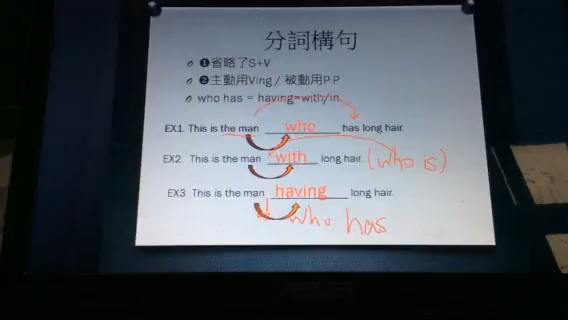 分詞構句
❶省略了S+V
❷主動用Ving / 被動用P.P
who has = having=with/in
EX1. This is the man who has long hair.
EX2. This is the man with long hair. (who is)
EX3. This is the man having long hair.
who has